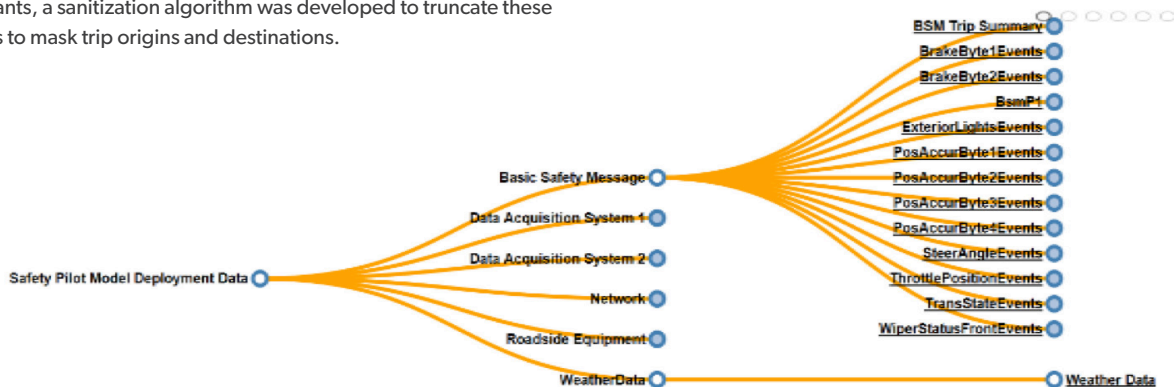 ants, a sanitization algorithm was developed to truncate these
s to mask trip origins and destinations.
BSM Trip Summary
BrakeByte1Events
BrakeByte2Events
BsmP1
ExteriorLightsEvents
PosAccurByte1Events
Basic Safety Message
PosAccurByte2Events
PosAccurByte3Events
Data Acquisition System 1
PosAccurByte4Events
SteerAngleEvents
Data Acquisition System 2
Safety Pilot Model Deployment Data
ThrottlePositionEvents
Network
TransStateEvents
WiperStatusFrontEvents
Roadside Equipment
WeatherData
Weather Data